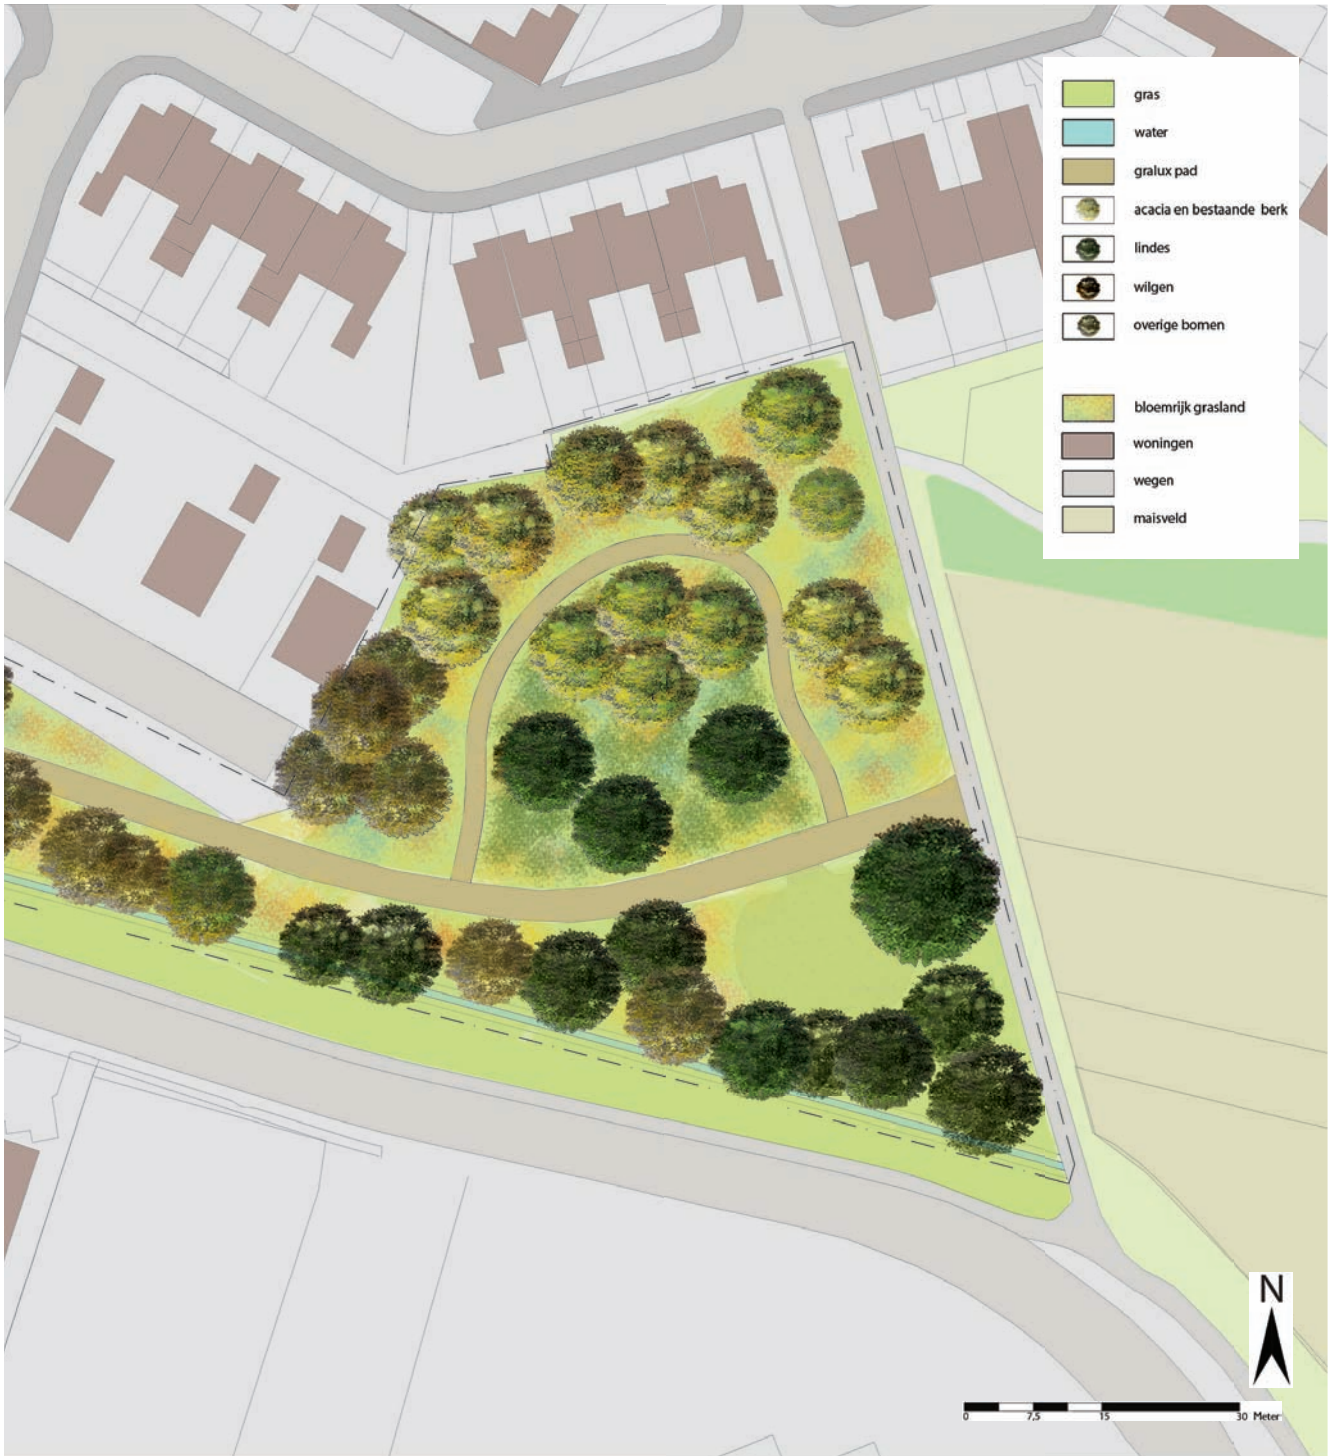 gras
water
gralux pad
acacia en bestaande berk
lindes
wilgen
overige bomen
bloemrijk grasland
woningen
wegen
maisveld
N
0 7,5 15 30 Meter